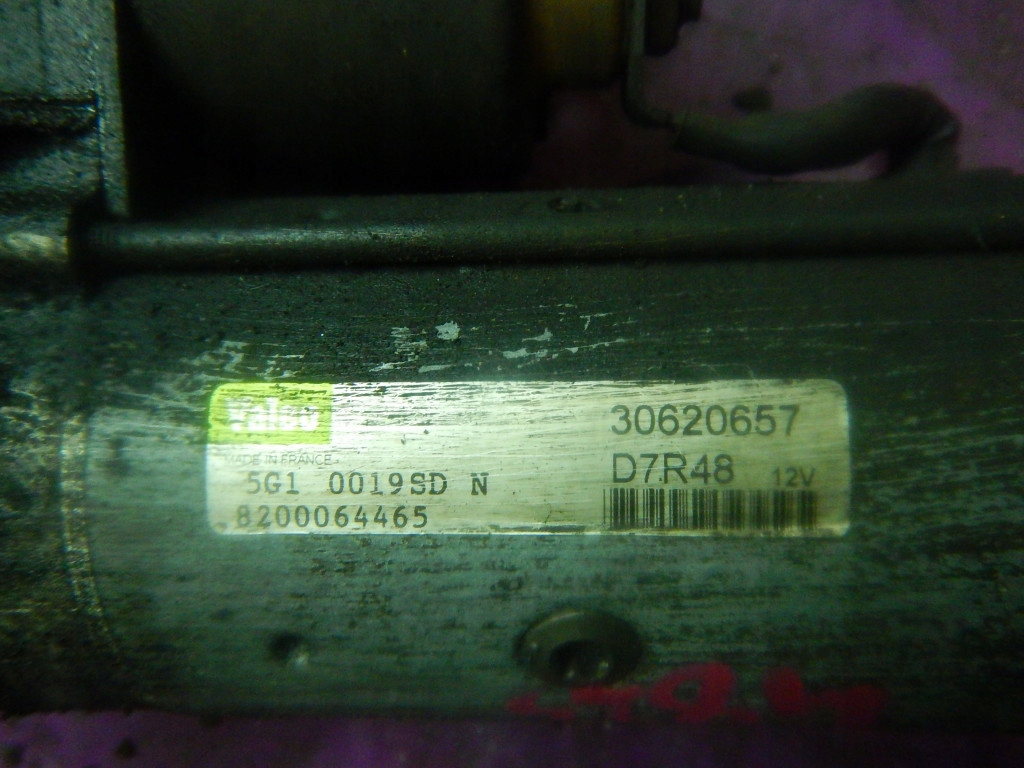 Valeo
MADE IN FRANCE
5G1 0019SD N
8200064465
30620657
D7R48 12V